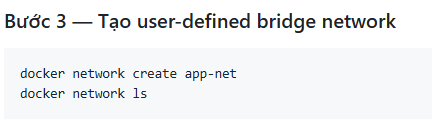 Bước 3 — Tạo user-defined bridge network
docker network create app-net
docker network ls